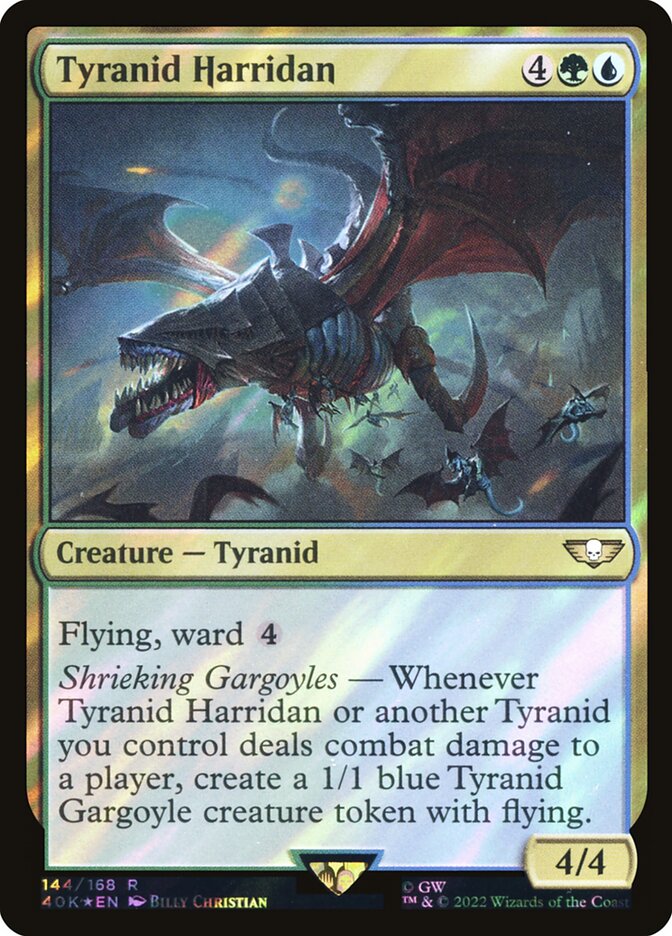 Tyranid Harridan 4
Creature — Tyranid
Flying, ward 4
Shrieking Gargoyles — Whenever
Tyranid Harridan or another Tyranid
you control deals combat damage to
a player, create a 1/1 blue Tyranid
Gargoyle creature token with flying.
4/4
144/168 R
40K★EN Billy Christian
© GW
™ & © 2022 Wizards of the Coast